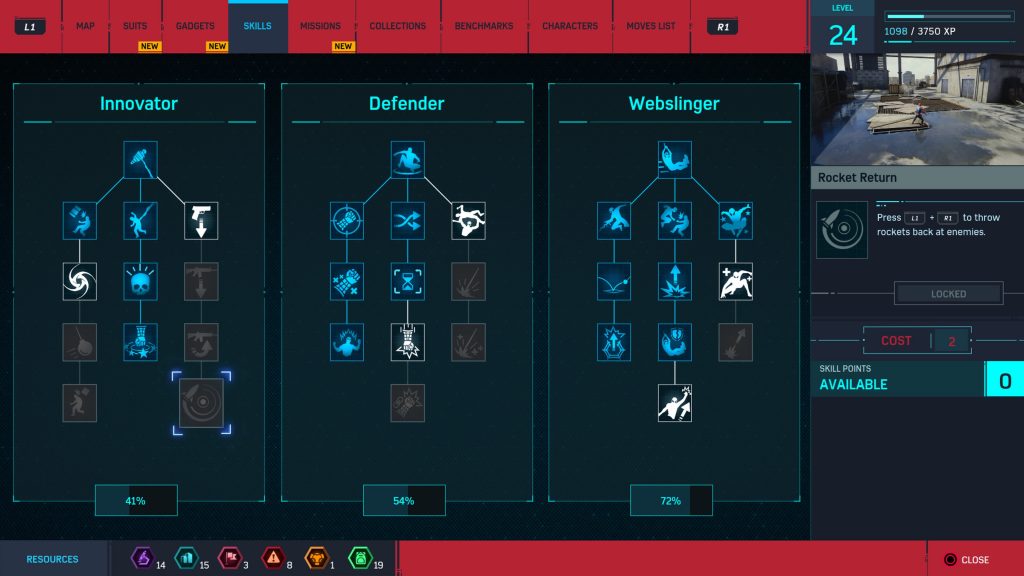 L1 MAP SUITS GADGETS SKILLS MISSIONS COLLECTIONS BENCHMARKS CHARACTERS MOVES LIST R1
NEW NEW NEW
LEVEL
24
1098 / 3750 XP
Innovator
Defender
Webslinger
Rocket Return
Press L1 + R1 to throw
rockets back at enemies.
LOCKED
COST 2
SKILL POINTS
AVAILABLE
0
41%
54%
72%
RESOURCES 14 15 3 8 1 19
CLOSE